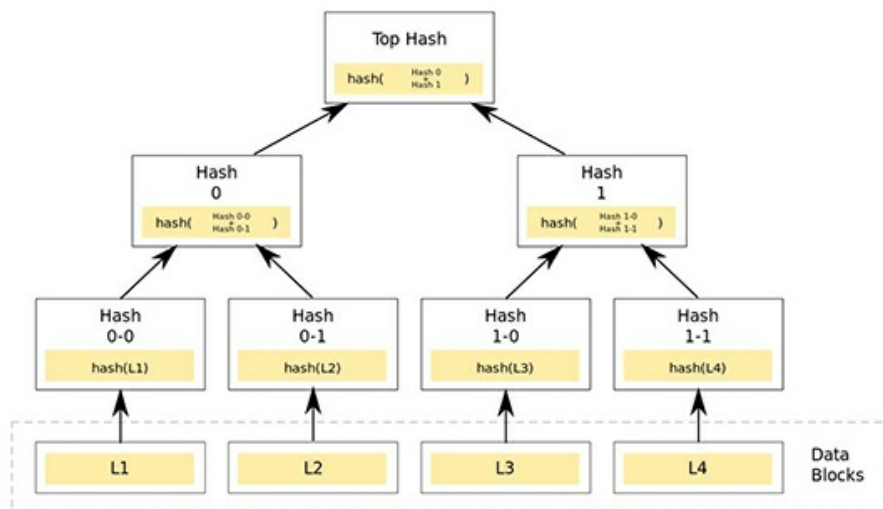 Top Hash
hash( Hash 0
+
Hash 1 )
Hash
0
hash( Hash 0-0
+
Hash 0-1 )
Hash
1
hash( Hash 1-0
+
Hash 1-1 )
Hash
0-0
hash(L1)
Hash
0-1
hash(L2)
Hash
1-0
hash(L3)
Hash
1-1
hash(L4)
L1
L2
L3
L4
Data
Blocks